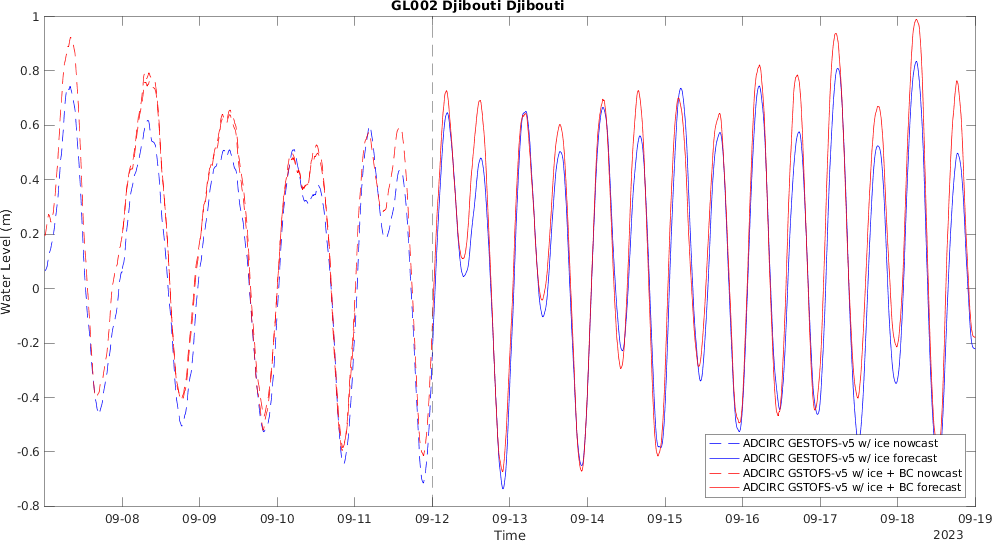 GL002 Djibouti Djibouti
1
0.8
0.6
0.4
0.2
0
-0.2
-0.4
-0.6
-0.8
Water Level (m)
09-08 09-09 09-10 09-11 09-12 09-13 09-14 09-15 09-16 09-17 09-18 09-19
Time
2023
ADCIRC GESTOFS-v5 w/ ice nowcast
ADCIRC GESTOFS-v5 w/ ice forecast
ADCIRC GSTOFS-v5 w/ ice + BC nowcast
ADCIRC GSTOFS-v5 w/ ice + BC forecast